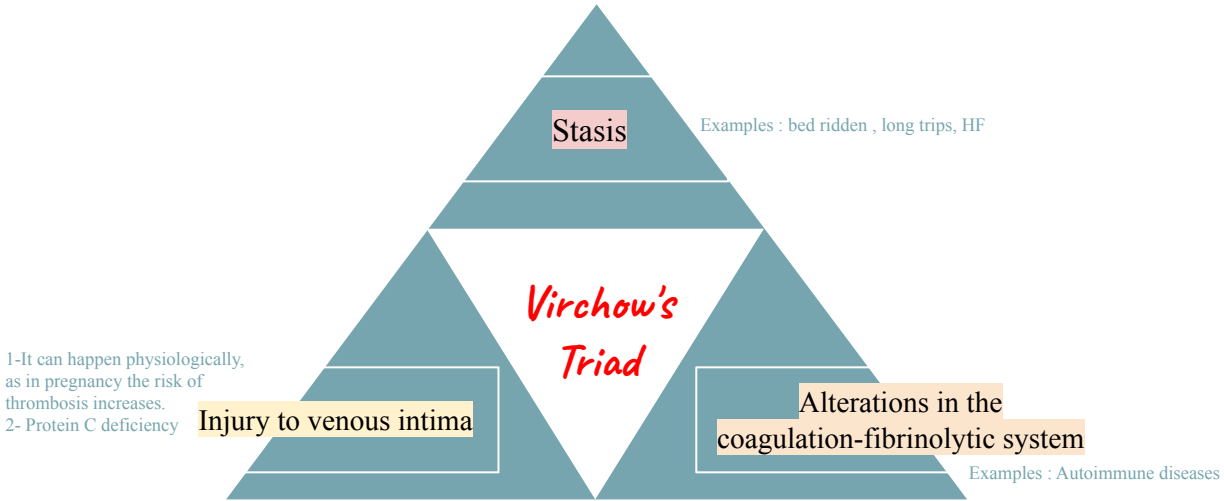 Stasis
Examples : bed ridden , long trips, HF
Virchow's
Triad
1-It can happen physiologically,
as in pregnancy the risk of
thrombosis increases.
2- Protein C deficiency
Injury to venous intima
Alterations in the
coagulation-fibrinolytic system
Examples : Autoimmune diseases